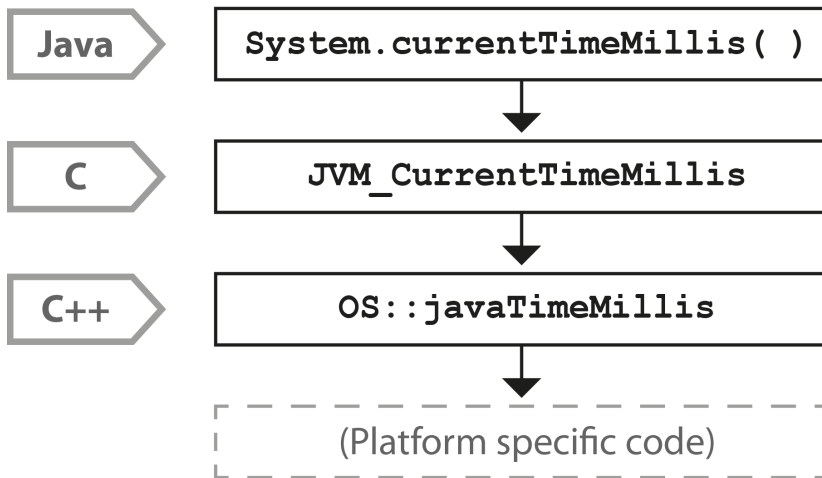 Java
System.currentTimeMillis( )
C
JVM_CurrentTimeMillis
C++
OS::javaTimeMillis
(Platform specific code)